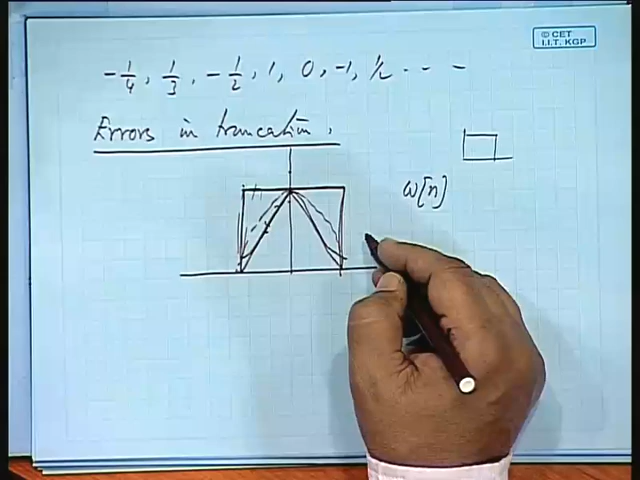 © CET
I.I.T. KGP
-1/4, 1/3, -1/2, 1, 0, -1, 1/2 - - -
Errors in truncation.
ω[n]